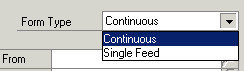 Form Type Continuous
Continuous
Single Feed
From